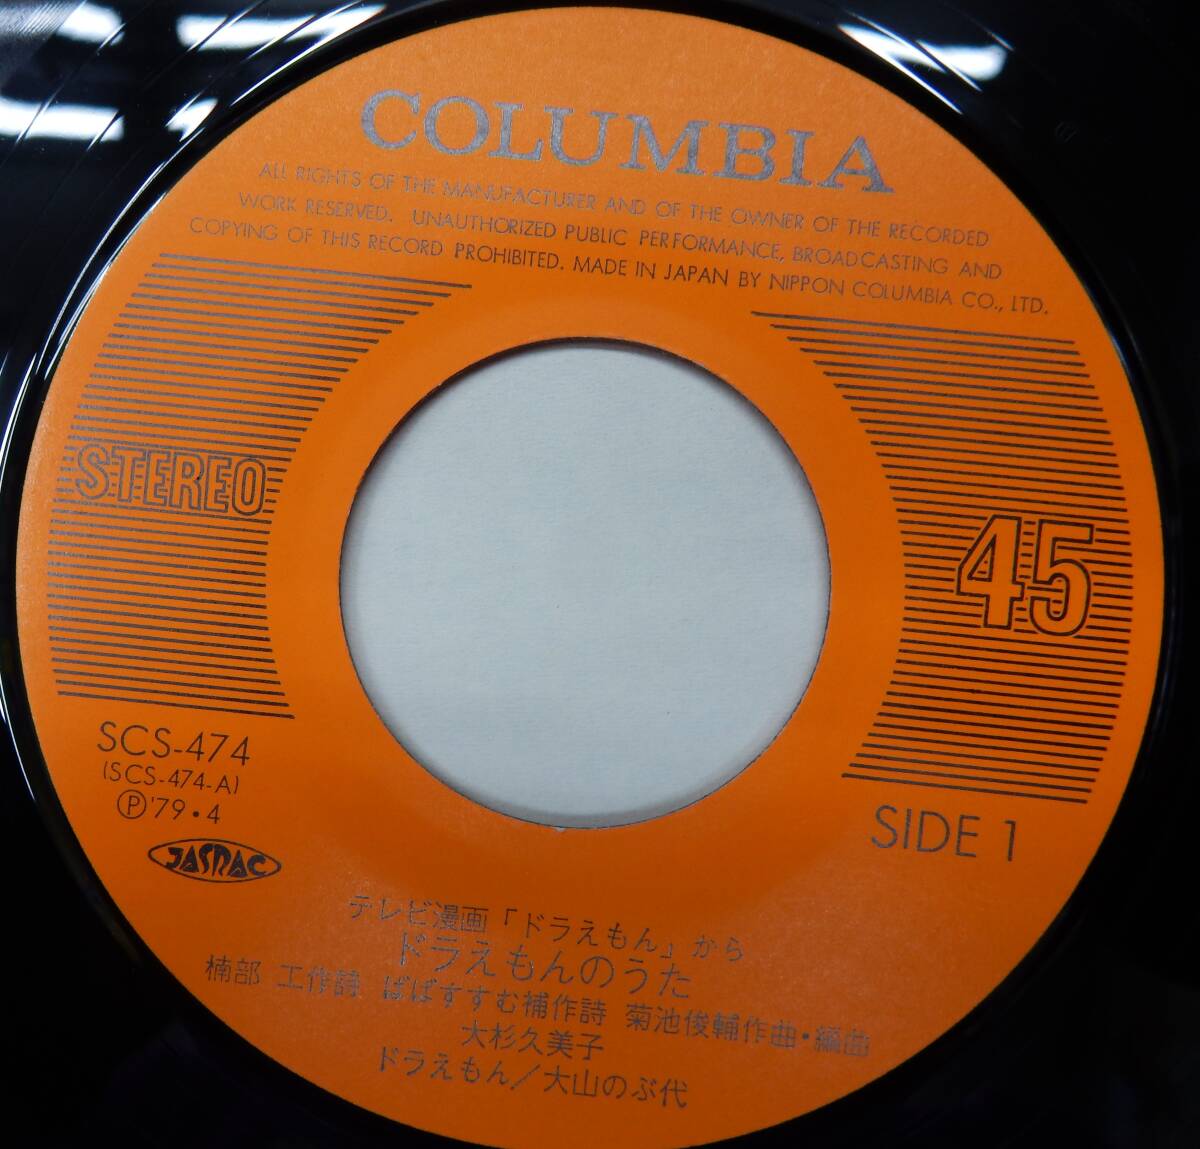 COLUMBIA
ALL RIGHTS OF THE MANUFACTURER AND OF THE OWNER OF THE RECORDED
WORK RESERVED. UNAUTHORIZED PUBLIC PERFORMANCE, BROADCASTING AND
COPYING OF THIS RECORD PROHIBITED. MADE IN JAPAN BY NIPPON COLUMBIA CO., LTD.
STEREO
45
SCS-474
(SCS-474-A)
Ⓟ'79・4
JASRAC
SIDE 1
テレビ漫画「ドラえもん」から
ドラえもんのうた
楠部 工作詩 ばばすすむ補作詩 菊池俊輔作曲・編曲
大杉久美子
ドラえもん/大山のぶ代